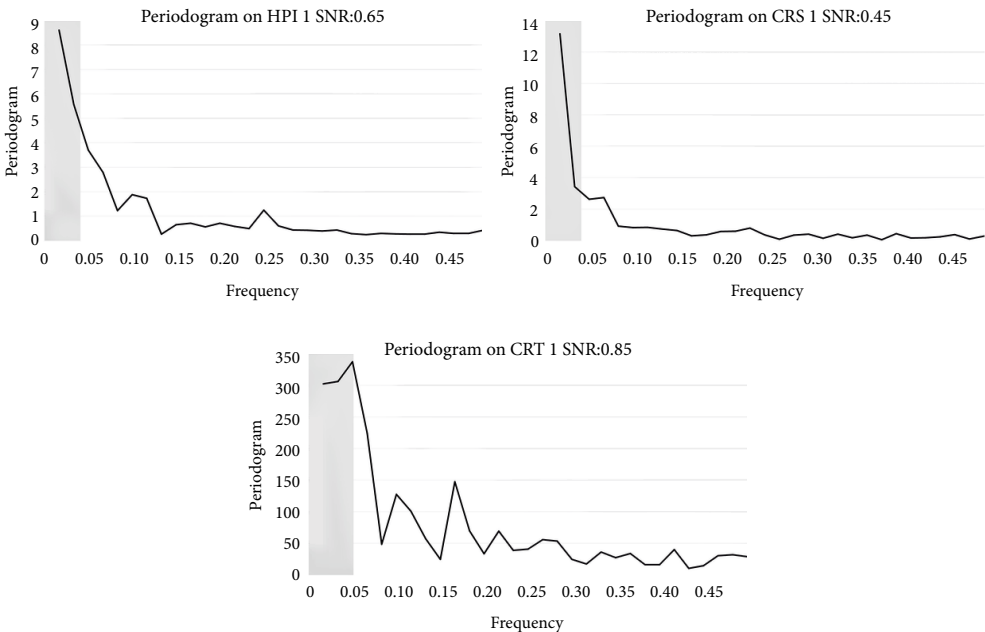 Periodogram on HPI 1 SNR:0.65
Periodogram
9
8
7
6
5
4
3
2
1
0
0 0.05 0.10 0.15 0.20 0.25 0.30 0.35 0.40 0.45
Frequency
Periodogram on CRS 1 SNR:0.45
Periodogram
14
12
10
8
6
4
2
0
0 0.05 0.10 0.15 0.20 0.25 0.30 0.35 0.40 0.45
Frequency
Periodogram on CRT 1 SNR:0.85
Periodogram
350
300
250
200
150
100
50
0
0 0.05 0.10 0.15 0.20 0.25 0.30 0.35 0.40 0.45
Frequency